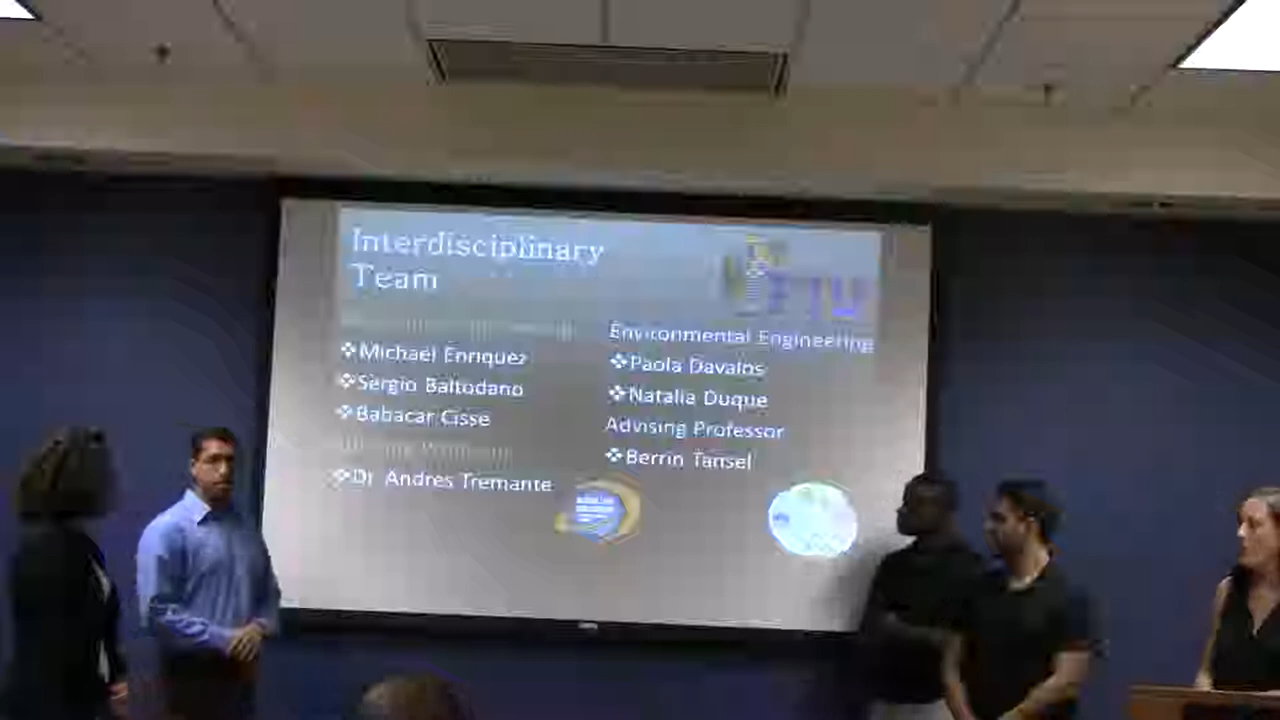 Interdisciplinary
Team
FIU
Michael Enriquez
Sergio Baltodano
Babacar Cisse
Dr. Andres Tremante
Environmental Engineering
Paola Davalos
Natalia Duque
Advising Professor
Berrin Tansel